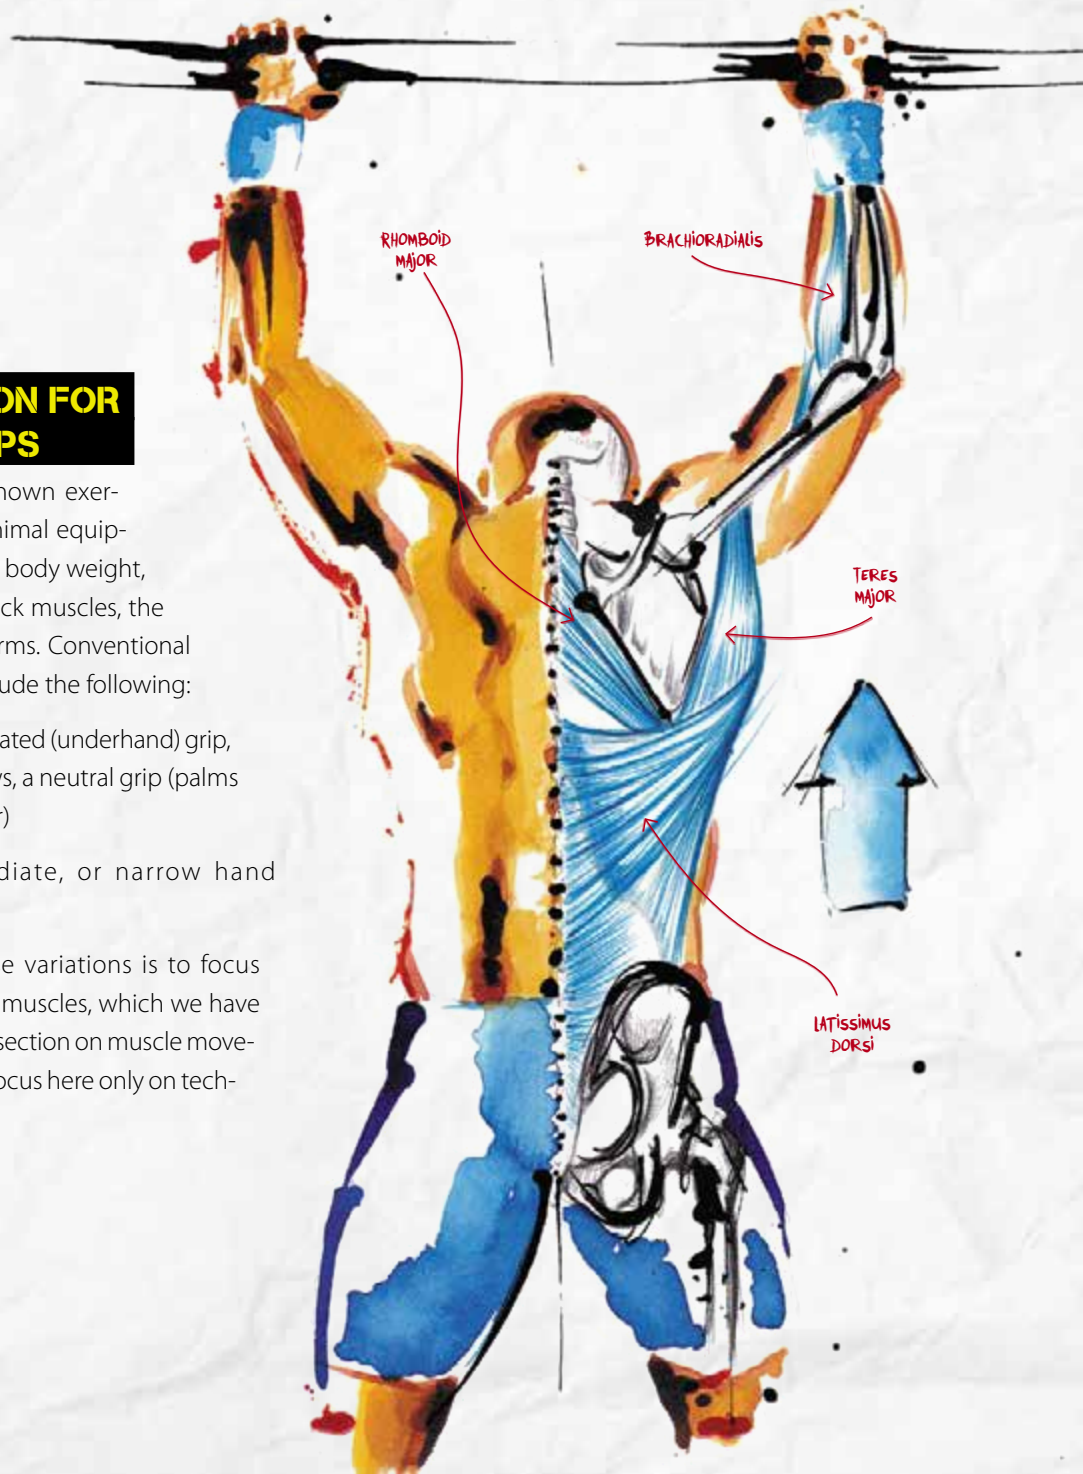 ON FOR
PS
nown exer-
nimal equip-
body weight,
ck muscles, the
rms. Conventional
ude the following:
ated (underhand) grip,
s, a neutral grip (palms
r)
diate, or narrow hand
e variations is to focus
muscles, which we have
section on muscle move-
ocus here only on tech-
RHOMBOID
MAJOR
BRACHIORADIALIS
TERES
MAJOR
LATISSIMUS
DORSI